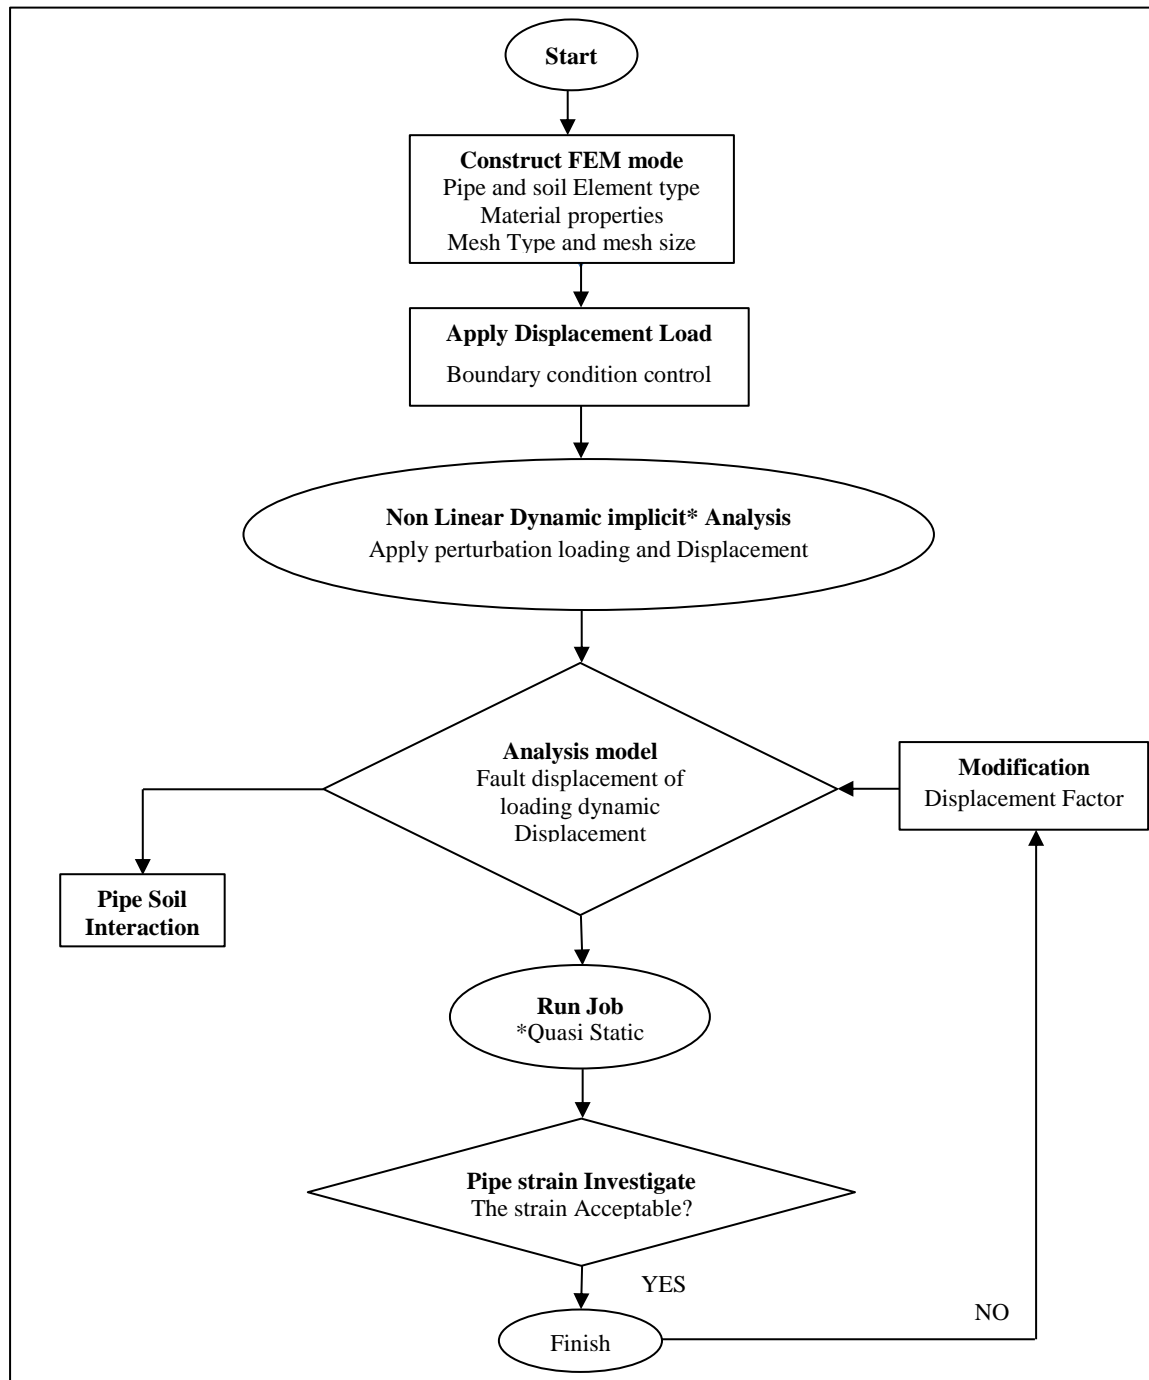 Start
Construct FEM mode
Pipe and soil Element type
Material properties
Mesh Type and mesh size
Apply Displacement Load
Boundary condition control
Non Linear Dynamic implicit* Analysis
Apply perturbation loading and Displacement
Analysis model
Fault displacement of
loading dynamic
Displacement
Modification
Displacement Factor
Pipe Soil
Interaction
Run Job
*Quasi Static
Pipe strain Investigate
The strain Acceptable?
YES
NO
Finish